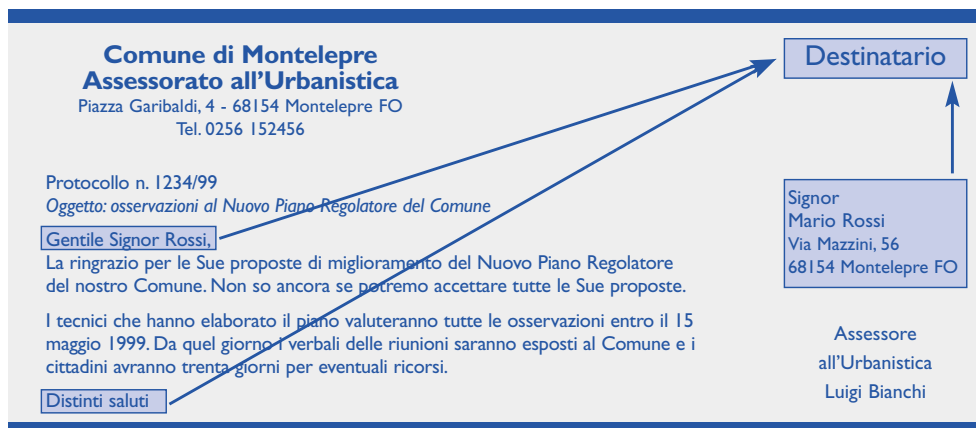 Comune di Montelepre
Assessorato all'Urbanistica
Piazza Garibaldi, 4 - 68154 Montelepre FO
Tel. 0256 152456
Destinatario
Protocollo n. 1234/99
Oggetto: osservazioni al Nuovo Piano Regolatore del Comune
Signor
Mario Rossi
Via Mazzini, 56
68154 Montelepre FO
Gentile Signor Rossi,
La ringrazio per le Sue proposte di miglioramento del Nuovo Piano Regolatore
del nostro Comune. Non so ancora se potremo accettare tutte le Sue proposte.
I tecnici che hanno elaborato il piano valuteranno tutte le osservazioni entro il 15
maggio 1999. Da quel giorno i verbali delle riunioni saranno esposti al Comune e i
cittadini avranno trenta giorni per eventuali ricorsi.
Distinti saluti
Assessore
all'Urbanistica
Luigi Bianchi